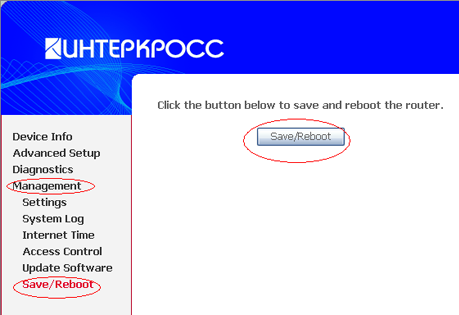 ИНТЕРКРОСС
Click the button below to save and reboot the router.
Save/Reboot
Device Info
Advanced Setup
Diagnostics
Management
Settings
System Log
Internet Time
Access Control
Update Software
Save/Reboot